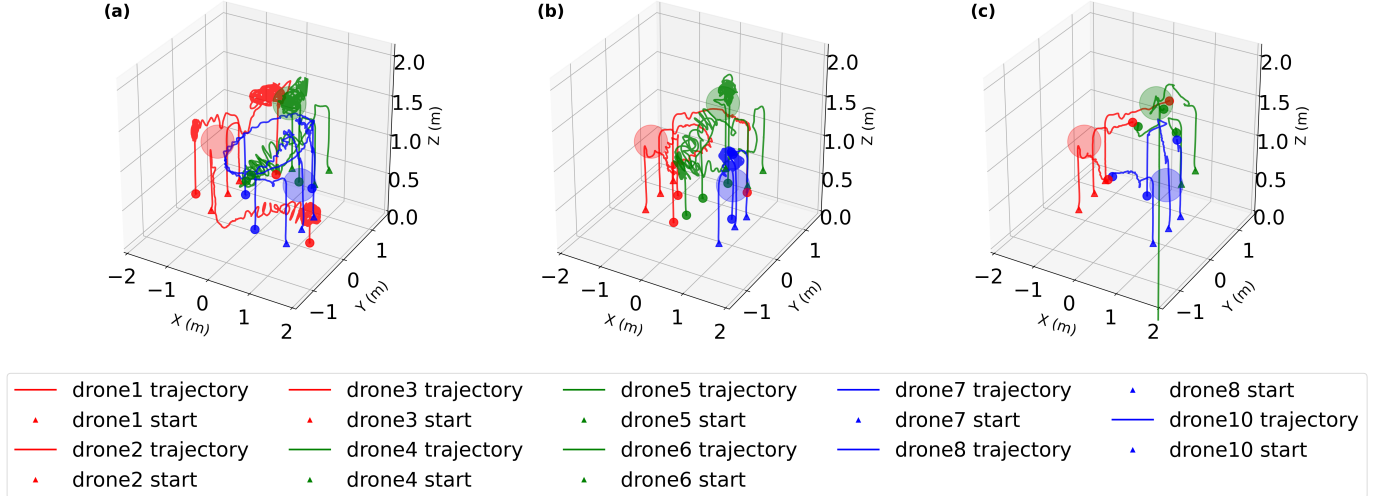 (a) (b) (c)
2.0 2.0 2.0
1.5 1.5 1.5
1.0 1.0 1.0
0.5 0.5 0.5
0.0 0.0 0.0
Z (m) Z (m) Z (m)
−2 −1 0 1 2 −2 −1 0 1 2 −2 −1 0 1 2
X (m) X (m) X (m)
−1 0 1 −1 0 1 −1 0 1
Y (m) Y (m) Y (m)
drone1 trajectory drone3 trajectory drone5 trajectory drone7 trajectory drone8 start
drone1 start drone3 start drone5 start drone7 start drone10 trajectory
drone2 trajectory drone4 trajectory drone6 trajectory drone8 trajectory drone10 start
drone2 start drone4 start drone6 start